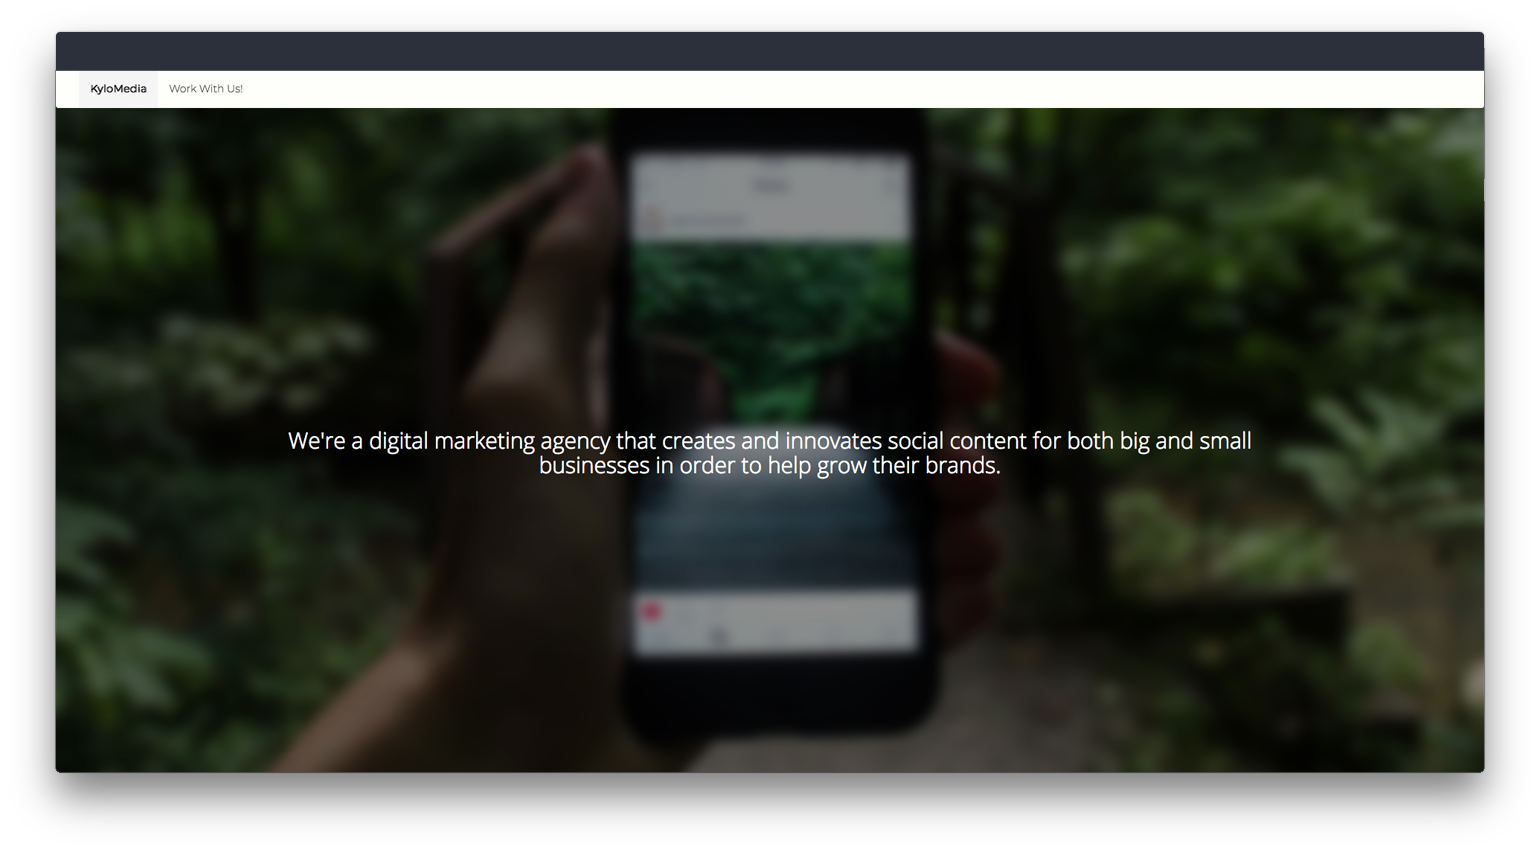 KyloMedia Work With Us!
We're a digital marketing agency that creates and innovates social content for both big and small
businesses in order to help grow their brands.